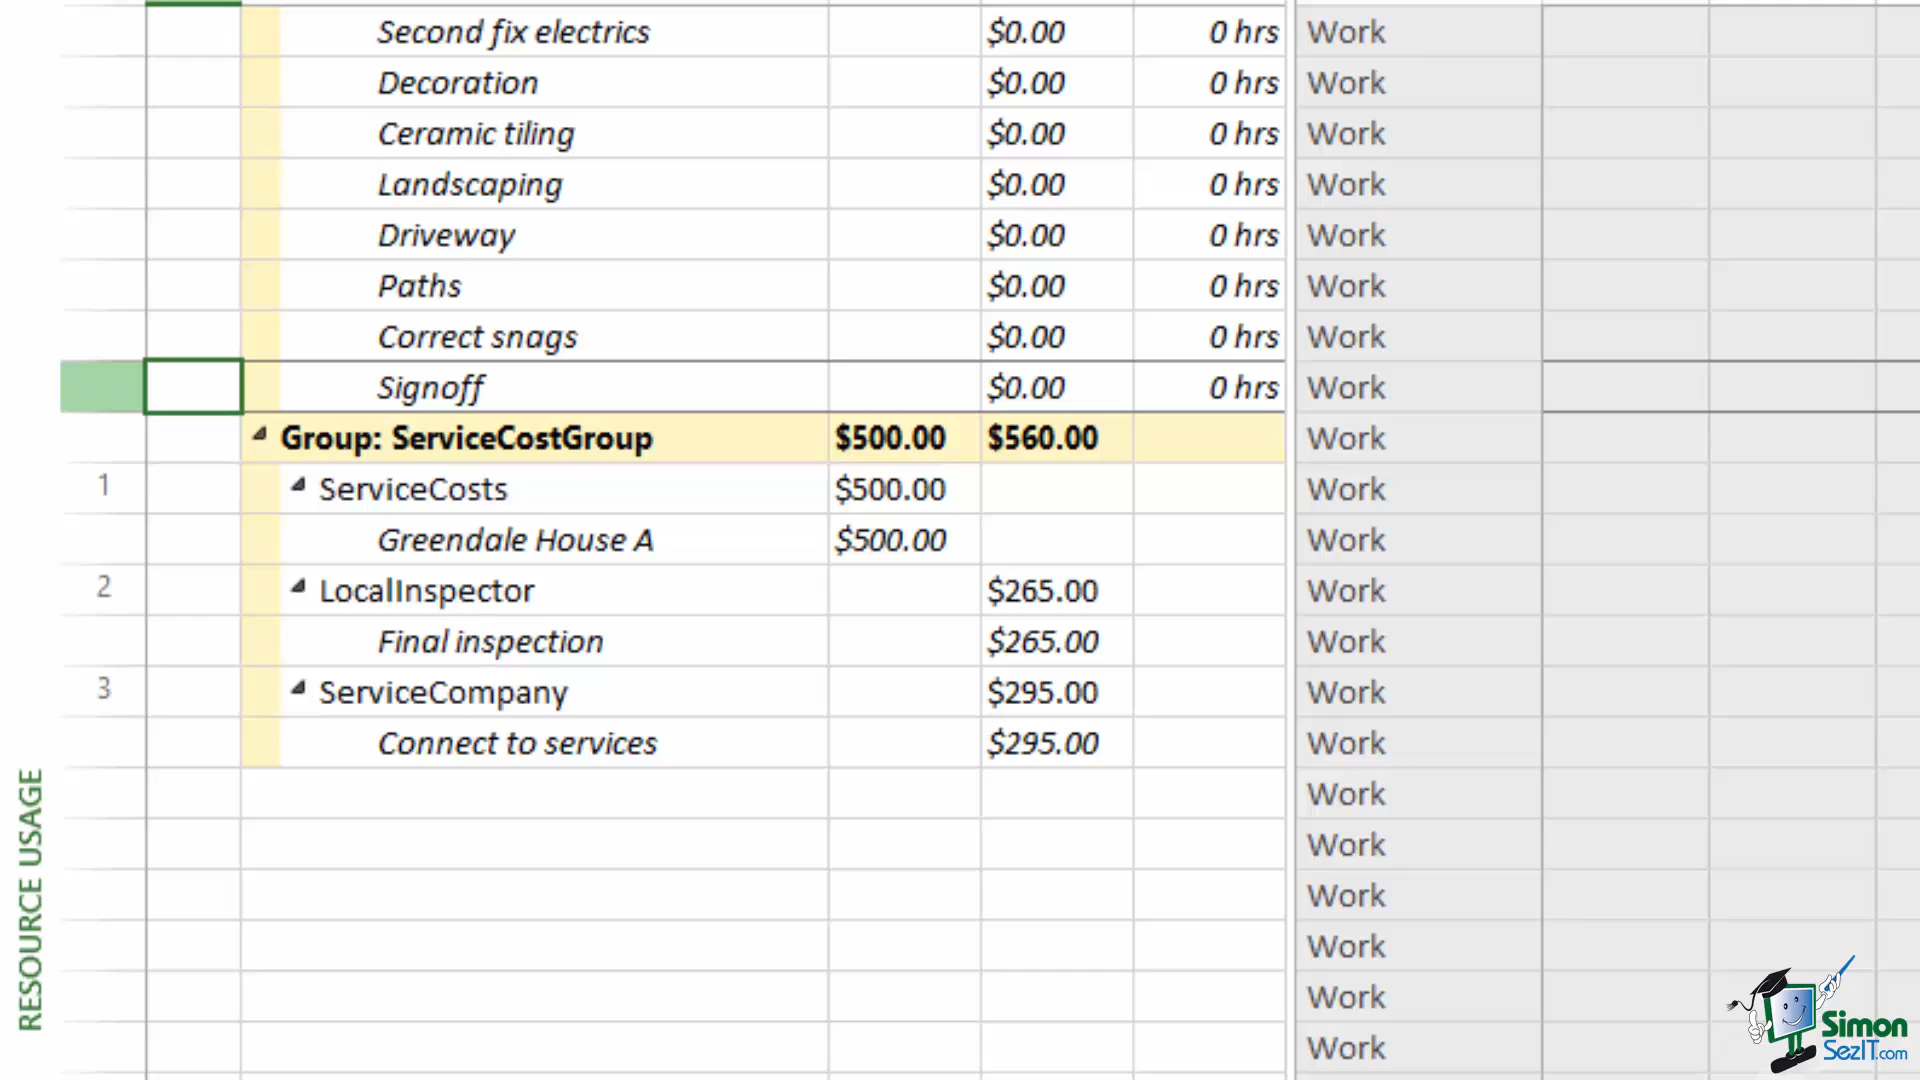 Second fix electrics $0.00 0 hrs Work
Decoration $0.00 0 hrs Work
Ceramic tiling $0.00 0 hrs Work
Landscaping $0.00 0 hrs Work
Driveway $0.00 0 hrs Work
Paths $0.00 0 hrs Work
Correct snags $0.00 0 hrs Work
Signoff $0.00 0 hrs Work
Group: ServiceCostGroup $500.00 $560.00 Work
1 ServiceCosts $500.00 Work
Greendale House A $500.00 Work
2 LocalInspector $265.00 Work
Final inspection $265.00 Work
3 ServiceCompany $295.00 Work
Connect to services $295.00 Work
Work
Work
Work
Work
Work
Work
RESOURCE USAGE
Simon
SezIT.com